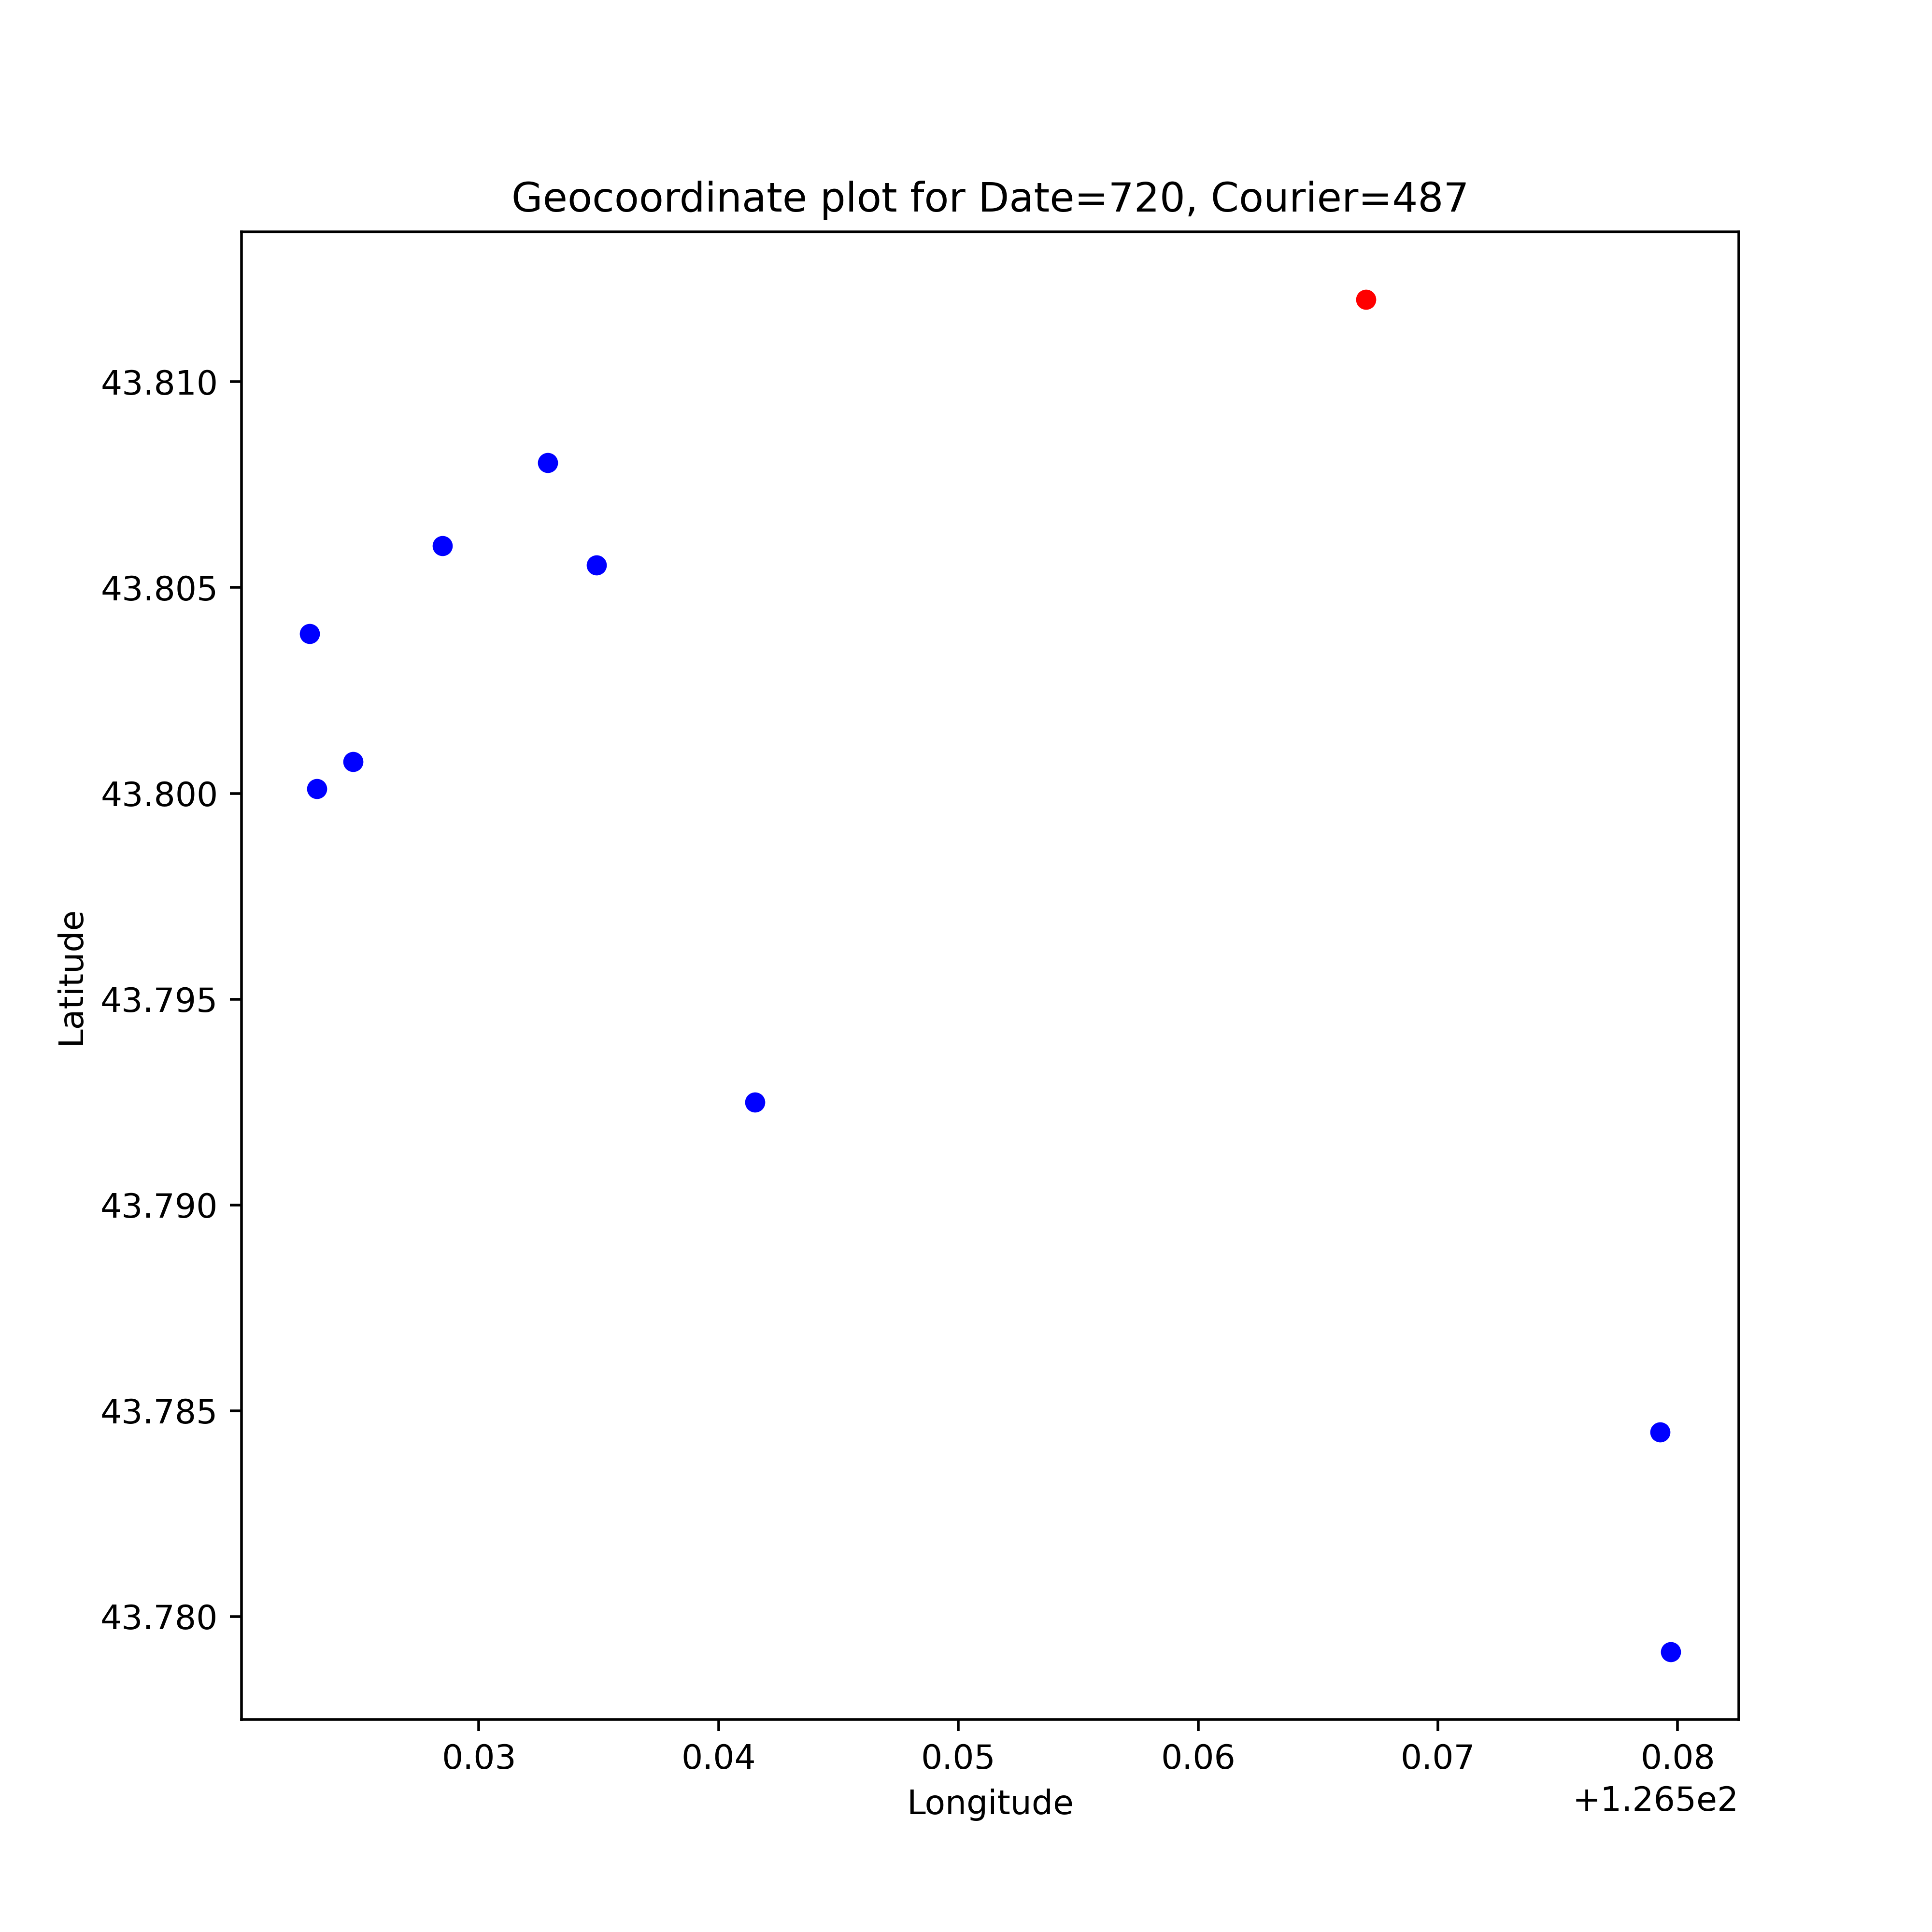 Geocoordinate plot for Date=720, Courier=487
43.810
43.805
43.800
43.795
43.790
43.785
43.780
Latitude
0.03 0.04 0.05 0.06 0.07 0.08
+1.265e2
Longitude